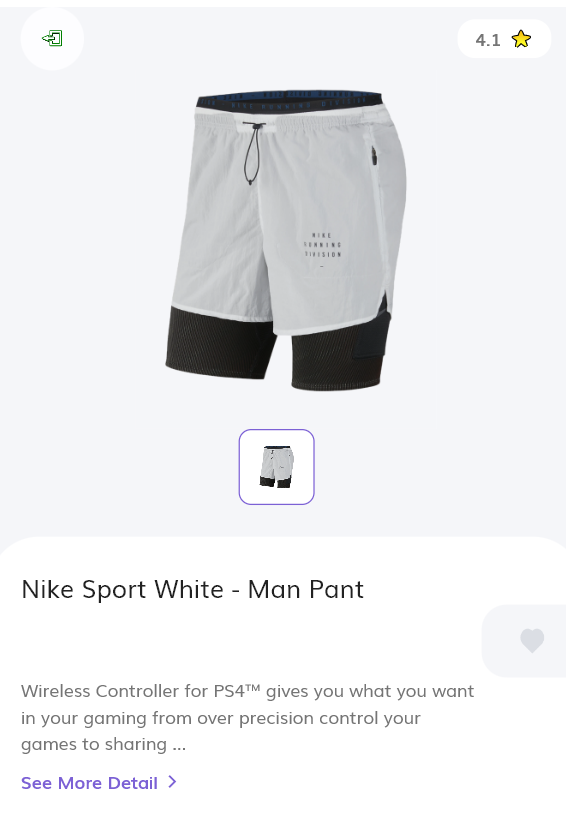 4.1
NIKE
RUNNING
DIVISION
Nike Sport White - Man Pant
Wireless Controller for PS4™ gives you what you want
in your gaming from over precision control your
games to sharing ...
See More Detail